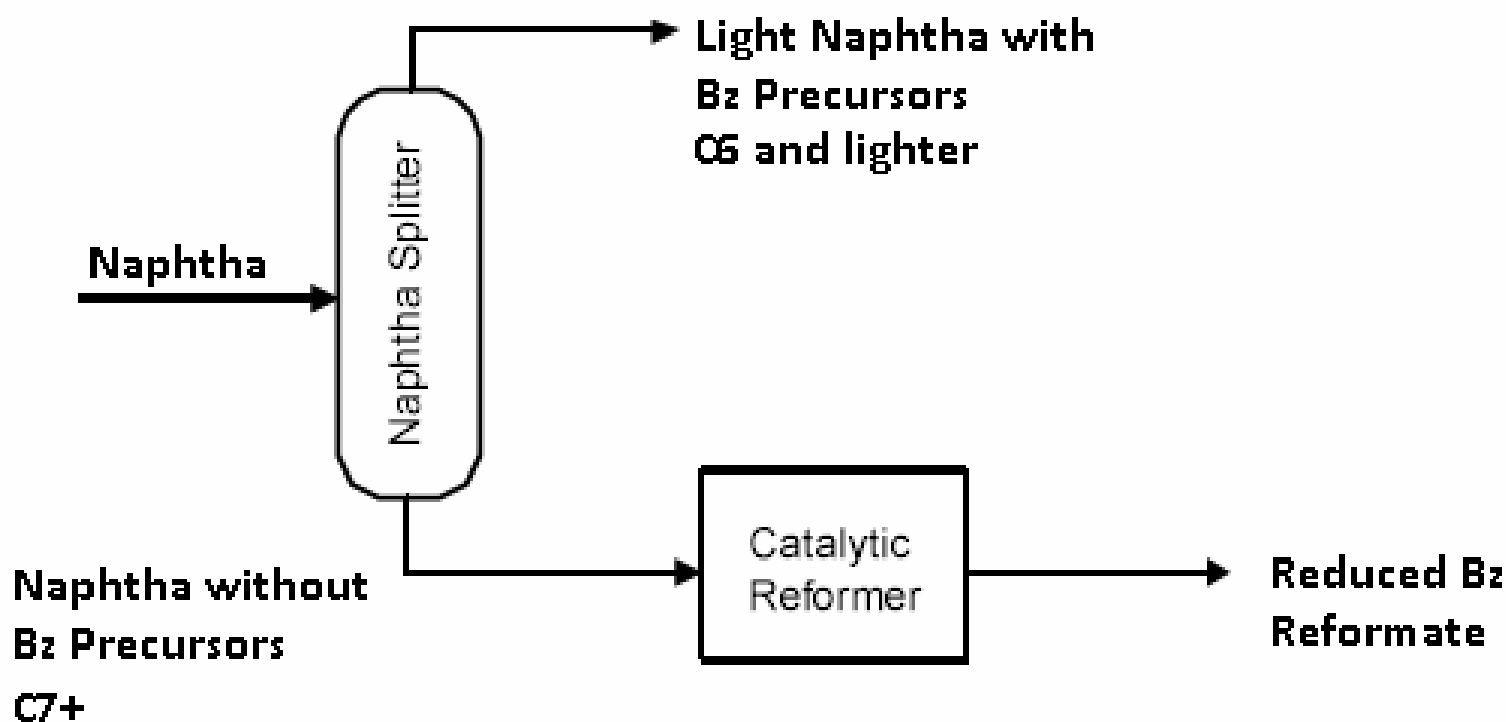 Light Naphtha with
Bz Precursors
C6 and lighter
Naphtha
Naphtha Splitter
Catalytic
Reformer
Naphtha without
Bz Precursors
C7+
Reduced Bz
Reformate